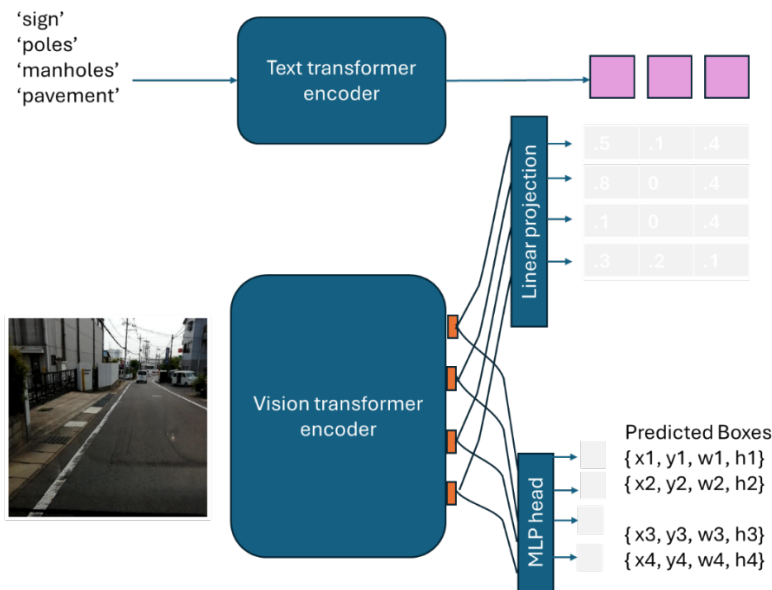 ‘sign’
‘poles’
‘manholes’
‘pavement’
Text transformer
encoder
Linear projection
.5 .1 .4
.8 0 .4
.1 0 .4
.3 .2 .1
Vision transformer
encoder
MLP head
Predicted Boxes
{ x1, y1, w1, h1}
{ x2, y2, w2, h2}
{ x3, y3, w3, h3}
{ x4, y4, w4, h4}